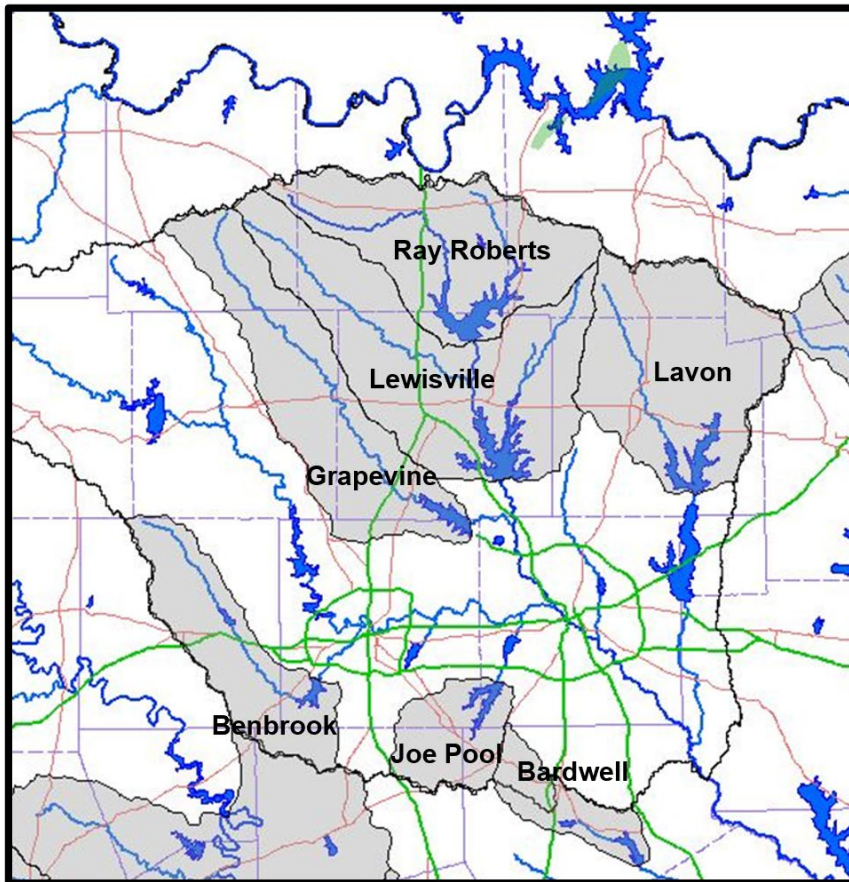 Ray Roberts
Lewisville
Lavon
Grapevine
Benbrook
Joe Pool
Bardwell